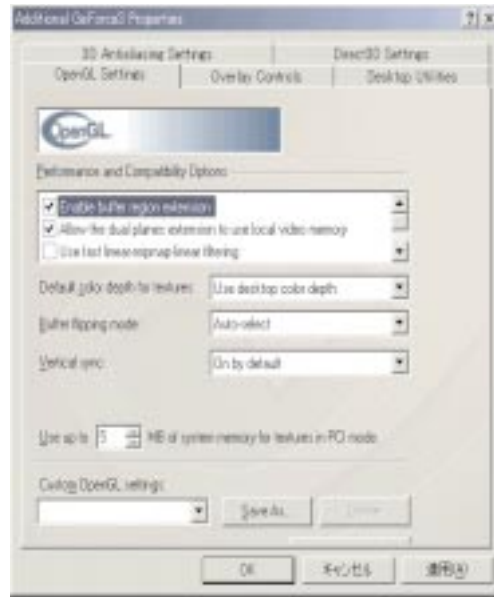 Additional GeForce3 Properties
3D Antialiasing Settings
Direct3D Settings
OpenGL Settings
Overlay Controls
Desktop Utilities
OpenGL
Performance and Compatibility Options
Enable buffer region extension
Allow the dual planes extension to use local video memory
Use fast linear-mipmap-linear filtering
Default color depth for textures:
Use desktop color depth
Buffer flipping mode:
Auto-select
Vertical sync:
On by default
Use up to 5 MB of system memory for textures in PCI mode.
Custom OpenGL settings:
Save As...
OK
キャンセル
適用(A)